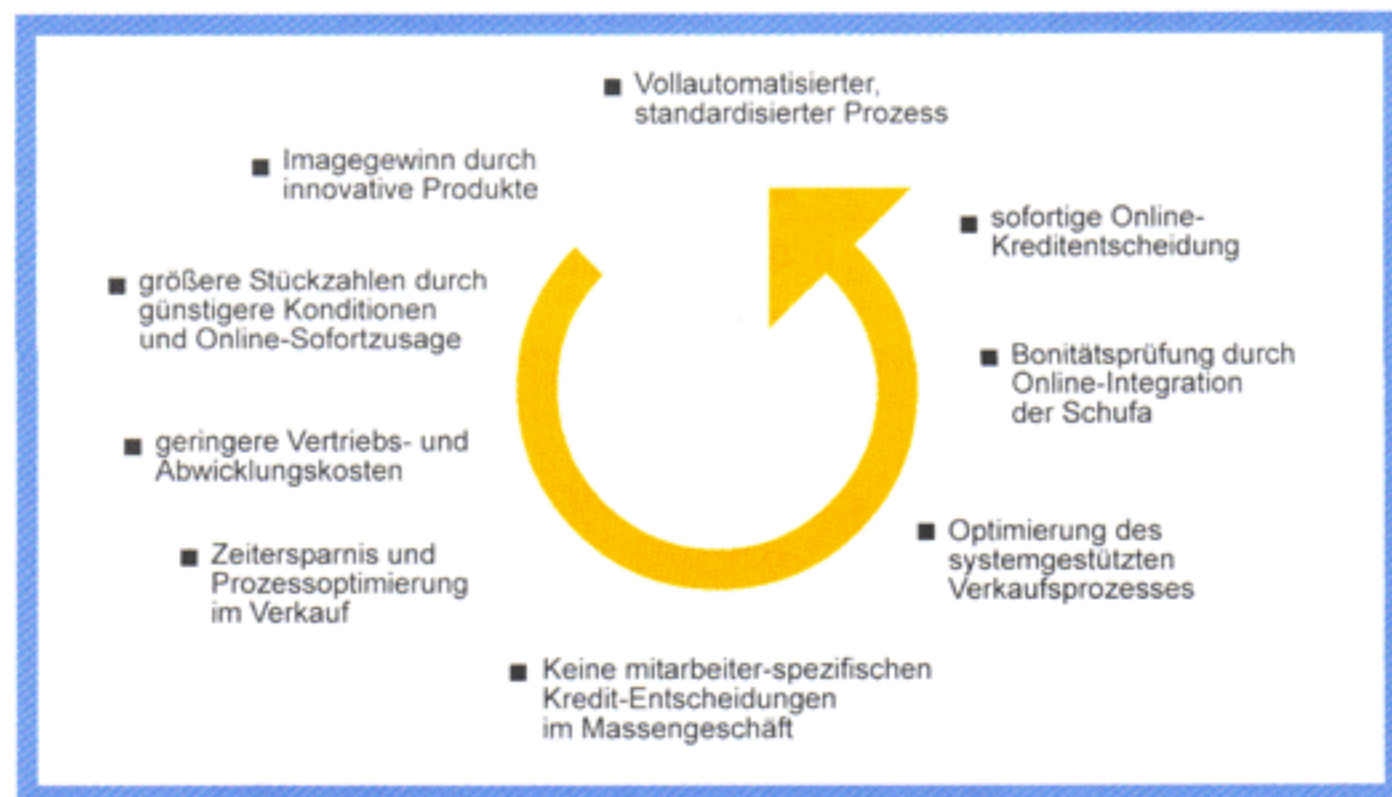 ■ Vollautomatisierter,
standardisierter Prozess
■ Imagegewinn durch
innovative Produkte
■ sofortige Online-
Kreditentscheidung
■ größere Stückzahlen durch
günstigere Konditionen
und Online-Sofortzusage
■ Bonitätsprüfung durch
Online-Integration
der Schufa
■ geringere Vertriebs- und
Abwicklungskosten
■ Optimierung des
systemgestützten
Verkaufsprozesses
■ Zeitersparnis und
Prozessoptimierung
im Verkauf
■ Keine mitarbeiter-spezifischen
Kredit-Entscheidungen
im Massengeschäft